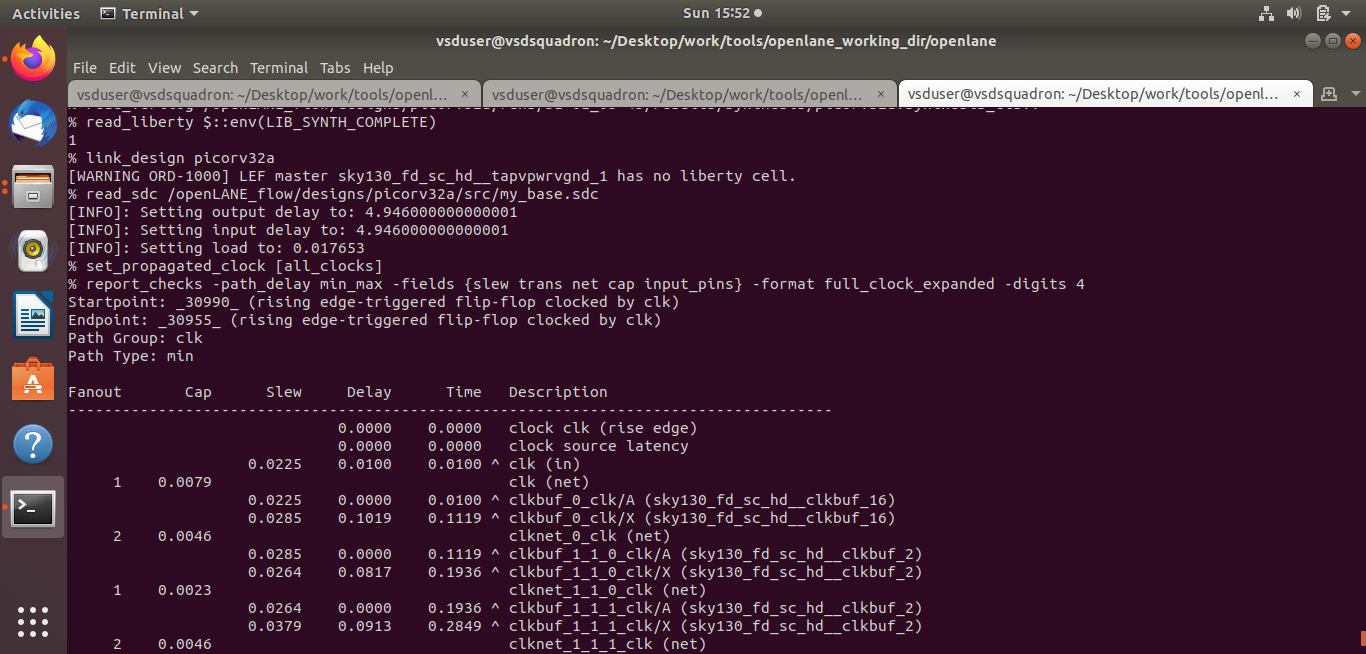 Activities Terminal Sun 15:52
vsduser@vsdsquadron: ~/Desktop/work/tools/openlane_working_dir/openlane
File Edit View Search Terminal Tabs Help
vsduser@vsdsquadron: ~/Desktop/work/tools/openl... × vsduser@vsdsquadron: ~/Desktop/work/tools/openl... × vsduser@vsdsquadron: ~/Desktop/work/tools/openl... ×
% read_liberty $::env(LIB_SYNTH_COMPLETE)
1
% link_design picorv32a
[WARNING ORD-1000] LEF master sky130_fd_sc_hd__tapvpwrvgnd_1 has no liberty cell.
% read_sdc /openLANE_flow/designs/picorv32a/src/my_base.sdc
[INFO]: Setting output delay to: 4.946000000000001
[INFO]: Setting input delay to: 4.946000000000001
[INFO]: Setting load to: 0.017653
% set_propagated_clock [all_clocks]
% report_checks -path_delay min_max -fields {slew trans net cap input_pins} -format full_clock_expanded -digits 4
Startpoint: _30990_ (rising edge-triggered flip-flop clocked by clk)
Endpoint: _30955_ (rising edge-triggered flip-flop clocked by clk)
Path Group: clk
Path Type: min
Fanout Cap Slew Delay Time Description
-------------------------------------------------------------------------------------
0.0000 0.0000 clock clk (rise edge)
0.0000 0.0000 clock source latency
0.0225 0.0100 0.0100 ^ clk (in)
1 0.0079 clk (net)
0.0225 0.0000 0.0100 ^ clkbuf_0_clk/A (sky130_fd_sc_hd__clkbuf_16)
0.0285 0.1019 0.1119 ^ clkbuf_0_clk/X (sky130_fd_sc_hd__clkbuf_16)
2 0.0046 clknet_0_clk (net)
0.0285 0.0000 0.1119 ^ clkbuf_1_1_0_clk/A (sky130_fd_sc_hd__clkbuf_2)
0.0264 0.0817 0.1936 ^ clkbuf_1_1_0_clk/X (sky130_fd_sc_hd__clkbuf_2)
1 0.0023 clknet_1_1_0_clk (net)
0.0264 0.0000 0.1936 ^ clkbuf_1_1_1_clk/A (sky130_fd_sc_hd__clkbuf_2)
0.0379 0.0913 0.2849 ^ clkbuf_1_1_1_clk/X (sky130_fd_sc_hd__clkbuf_2)
2 0.0046 clknet_1_1_1_clk (net)